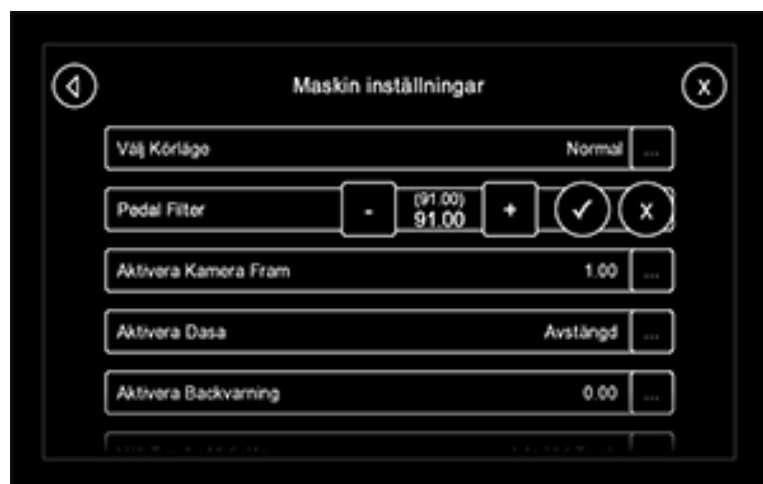 Maskin inställningar
x
Välj Körläge Normal ...
Pedal Filter - (91.00) + x
91.00
Aktivera Kamera Fram 1.00 ...
Aktivera Dasa Avstängd ...
Aktivera Backvarning 0.00 ...